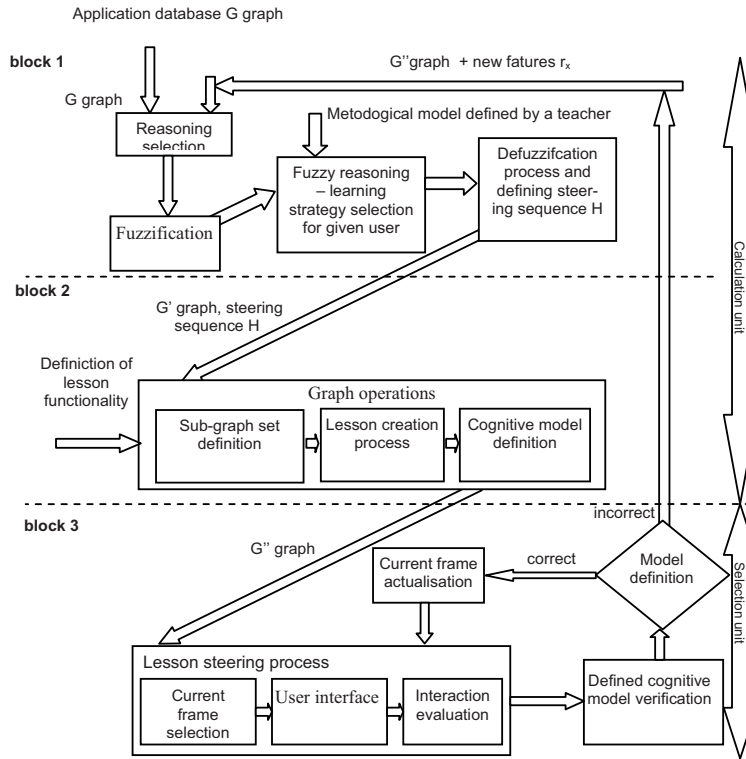 Application database G graph
block 1
G'' graph + new fatures rx
G graph
Reasoning
selection
Metodogical model defined by a teacher
Fuzzy reasoning
– learning
strategy selection
for given user
Defuzzifcation
process and
defining steer-
ing sequence H
Fuzzification
Calculation unit
block 2
G' graph, steering
sequence H
Definiction of
lesson
functionality
Graph operations
Sub-graph set
definition
Lesson creation
process
Cognitive model
definition
block 3
incorrect
G'' graph
Current frame
actualisation
correct
Model
definition
Selection unit
Lesson steering process
Current
frame
selection
User interface
Interaction
evaluation
Defined cognitive
model verification